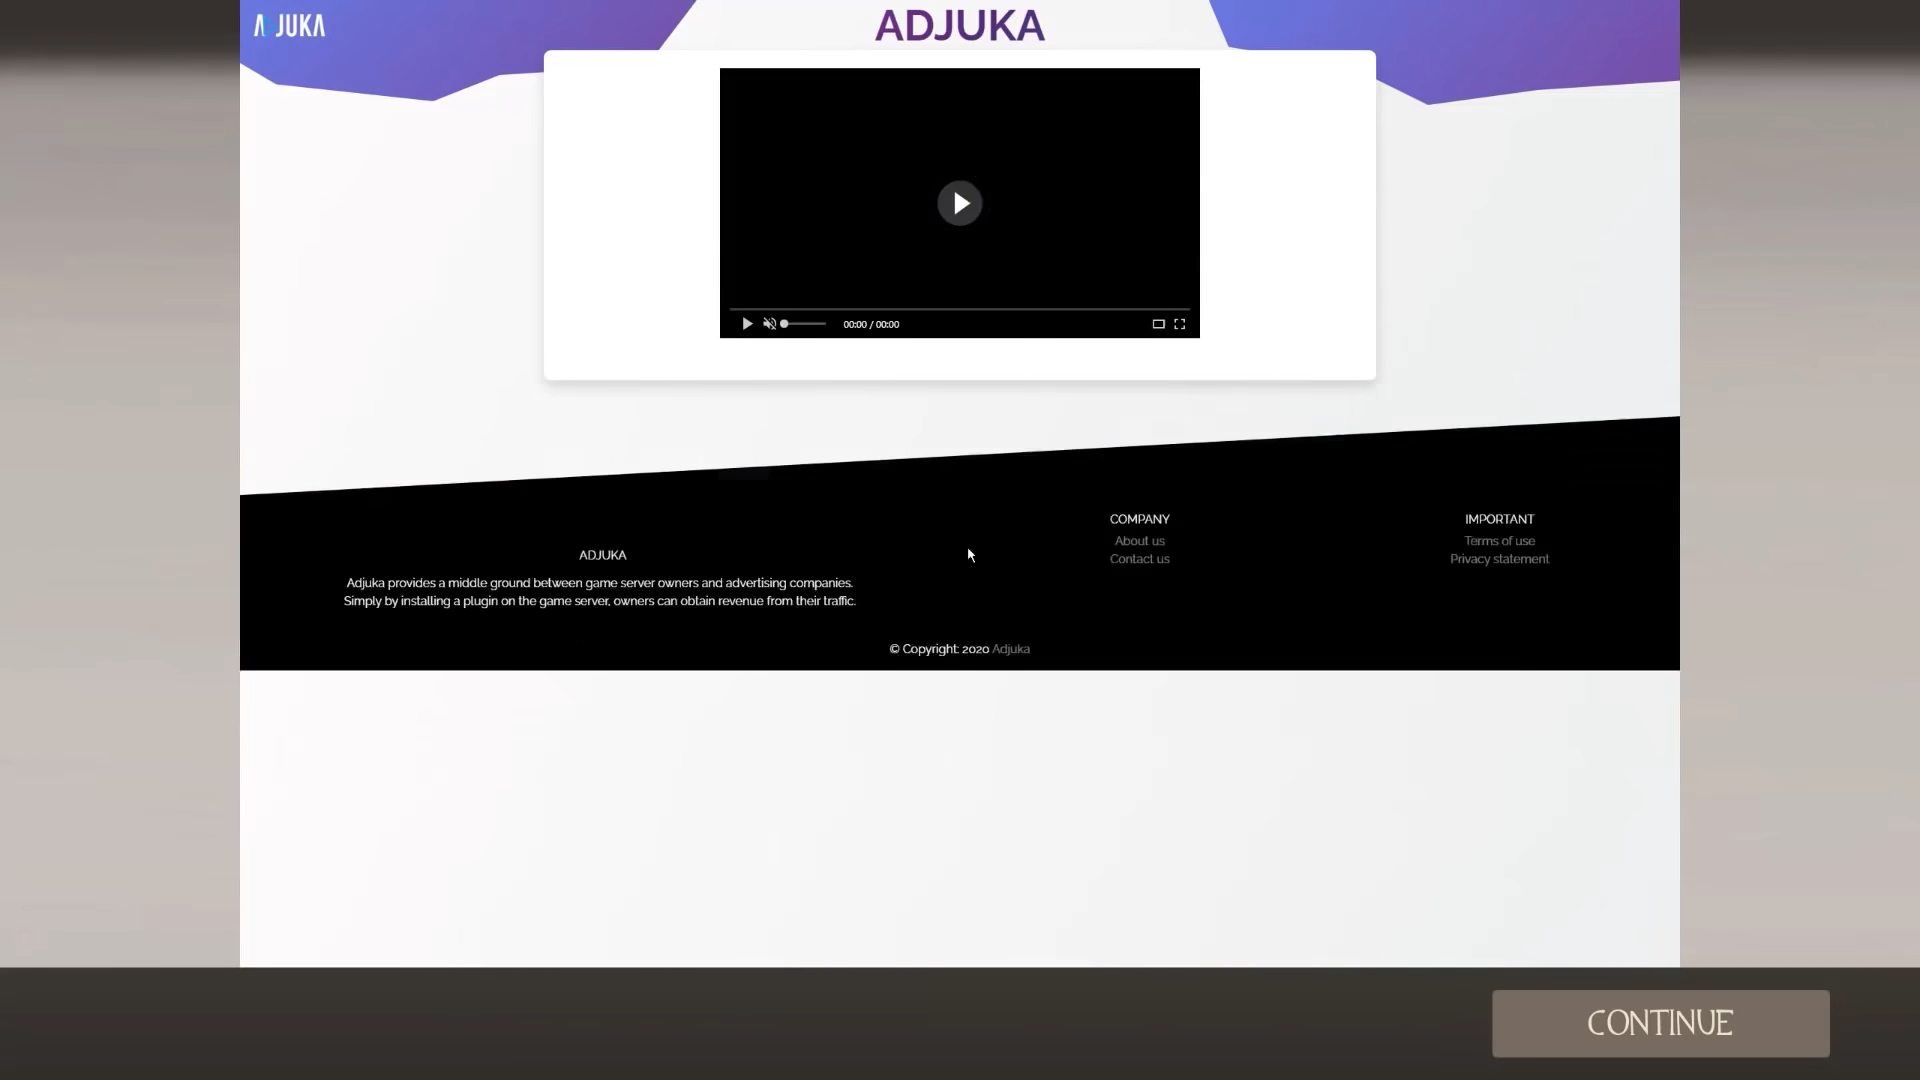 ADJUKA
ADJUKA
00:00 / 00:00
ADJUKA
Adjuka provides a middle ground between game server owners and advertising companies.
Simply by installing a plugin on the game server, owners can obtain revenue from their traffic.
COMPANY
About us
Contact us
IMPORTANT
Terms of use
Privacy statement
© Copyright: 2020 Adjuka
CONTINUE